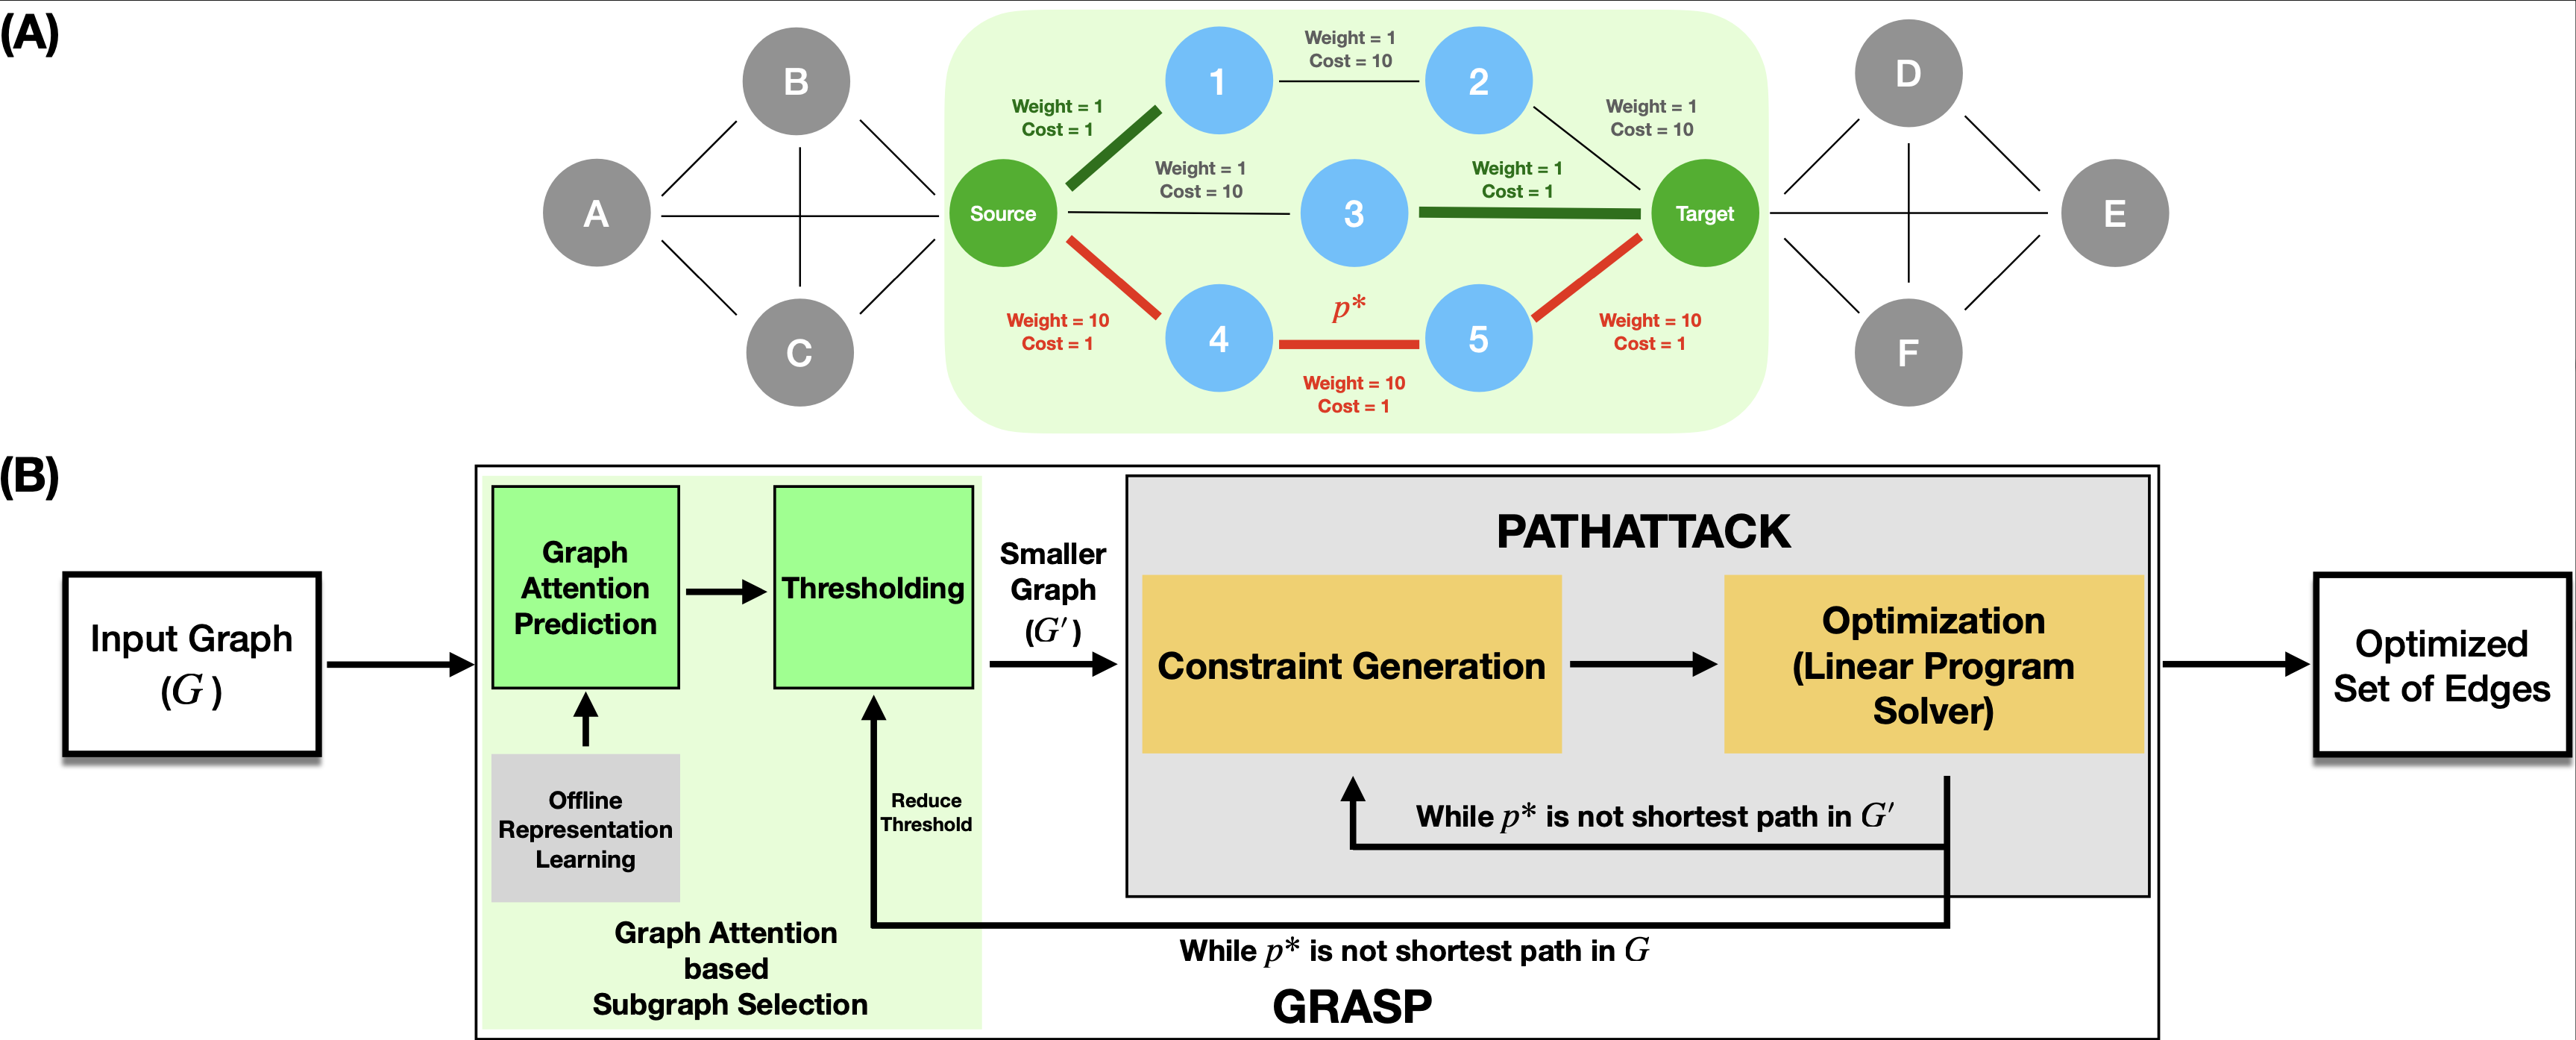 (A)
B
A
C
Source
1
2
3
4
5
Target
D
E
F
Weight = 1
Cost = 10
Weight = 1
Cost = 1
Weight = 1
Cost = 10
Weight = 1
Cost = 10
Weight = 1
Cost = 1
p*
Weight = 10
Cost = 1
Weight = 10
Cost = 1
Weight = 10
Cost = 1
(B)
Input Graph
(G)
Graph
Attention
Prediction
Thresholding
Offline
Representation
Learning
Reduce
Threshold
Graph Attention
based
Subgraph Selection
Smaller
Graph
(G′)
PATHATTACK
Constraint Generation
Optimization
(Linear Program
Solver)
While p* is not shortest path in G′
While p* is not shortest path in G
GRASP
Optimized
Set of Edges